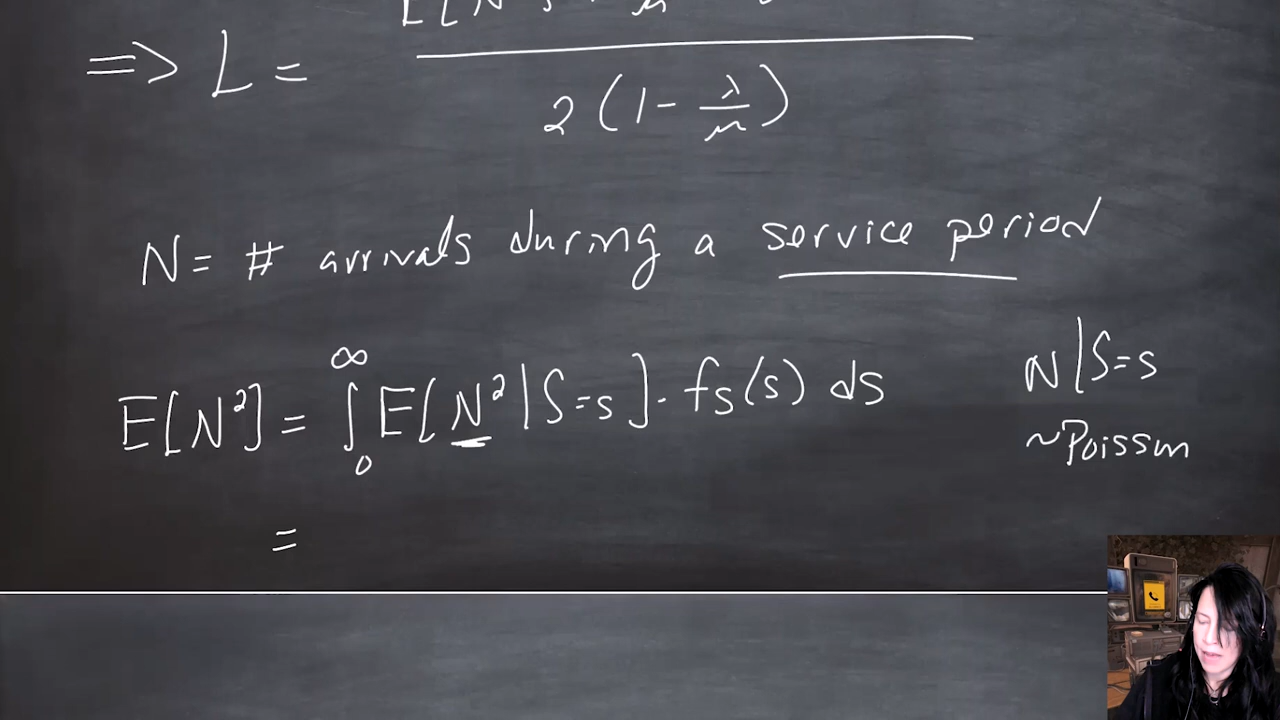 E[N
=> L =
2 (1 - λ/μ)
N = # arrivals during a service period
E[N²] = ∫₀^∞ E[N² | S=s] · fₛ(s) ds
N | S=s
~Poisson
=